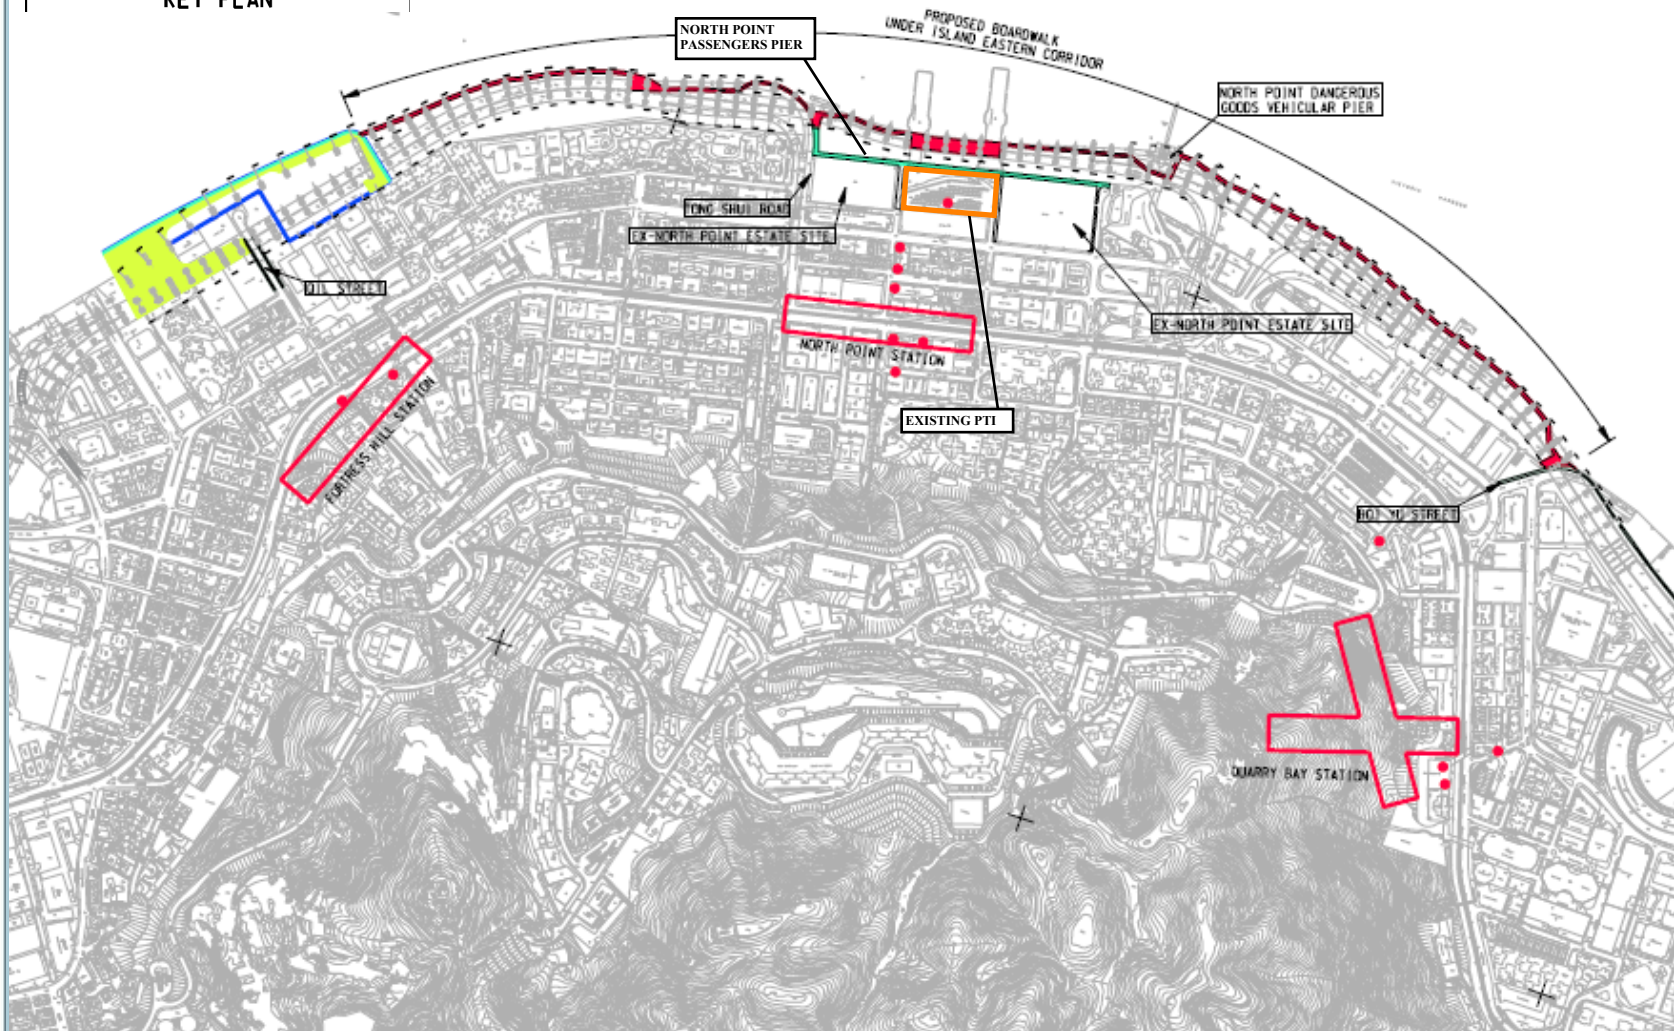 KEY PLAN
NORTH POINT
PASSENGERS PIER
PROPOSED BOARDWALK
UNDER ISLAND EASTERN CORRIDOR
NORTH POINT DANGEROUS
GOODS VEHICULAR PIER
TONG SHUI ROAD
EX-NORTH POINT ESTATE SITE
OIL STREET
EX-NORTH POINT ESTATE SITE
NORTH POINT STATION
FORTRESS HILL STATION
EXISTING PTI
HOI YU STREET
QUARRY BAY STATION